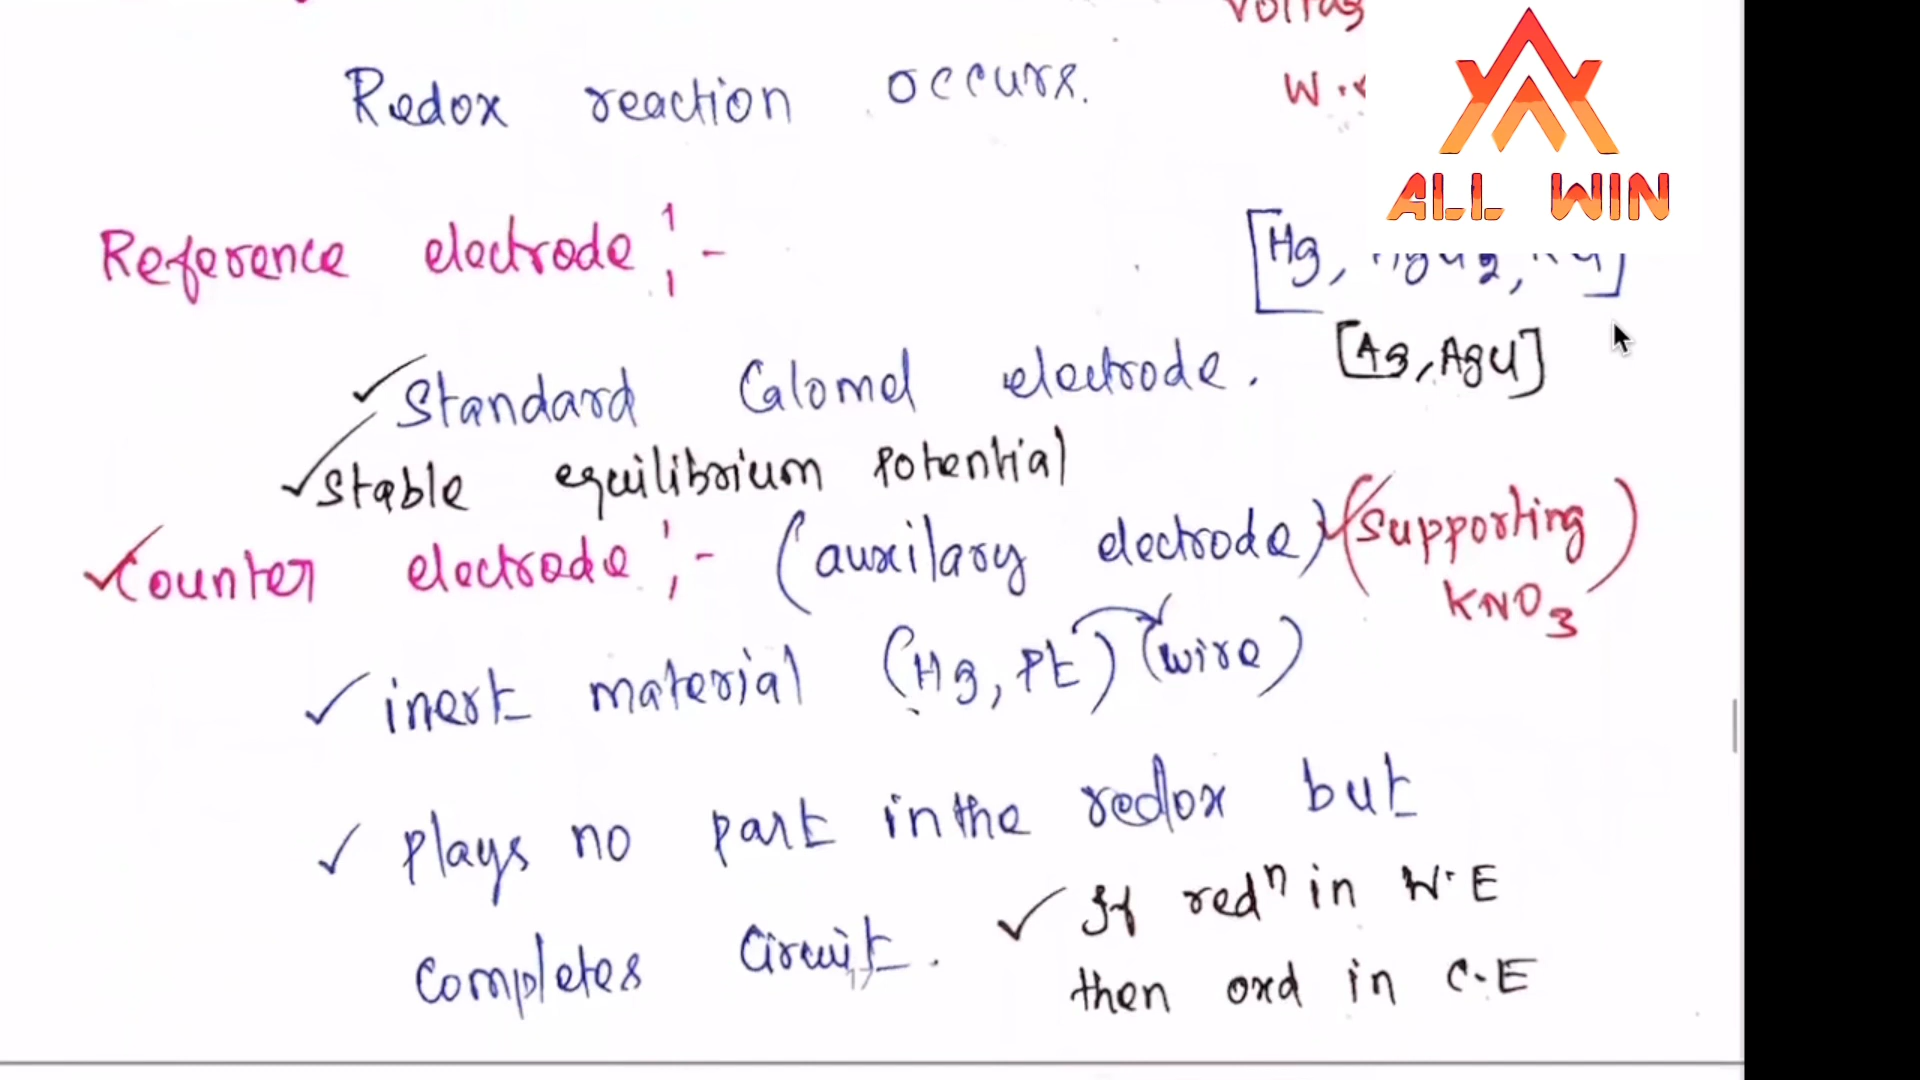 Redox reaction occurs.
ALL WIN
Reference electrode :-
[Hg,
Standard Calomel electrode. [Ag, AgCl]
Stable equilibrium potential
Counter electrode :- (auxilary electrode) (supporting KNO3)
inert material (Hg, Pt) (wire)
Plays no part in the redox but
completes circuit.
If redn in W.E
then oxd in C.E